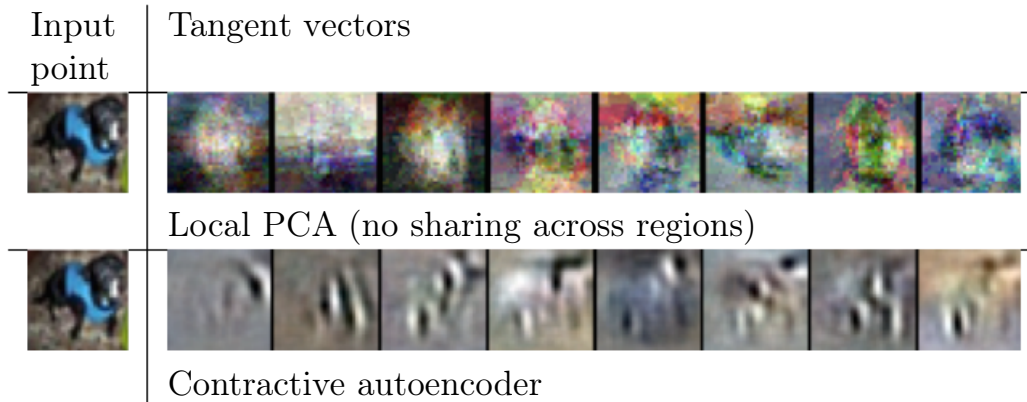 Input
point
Tangent vectors
Local PCA (no sharing across regions)
Contractive autoencoder